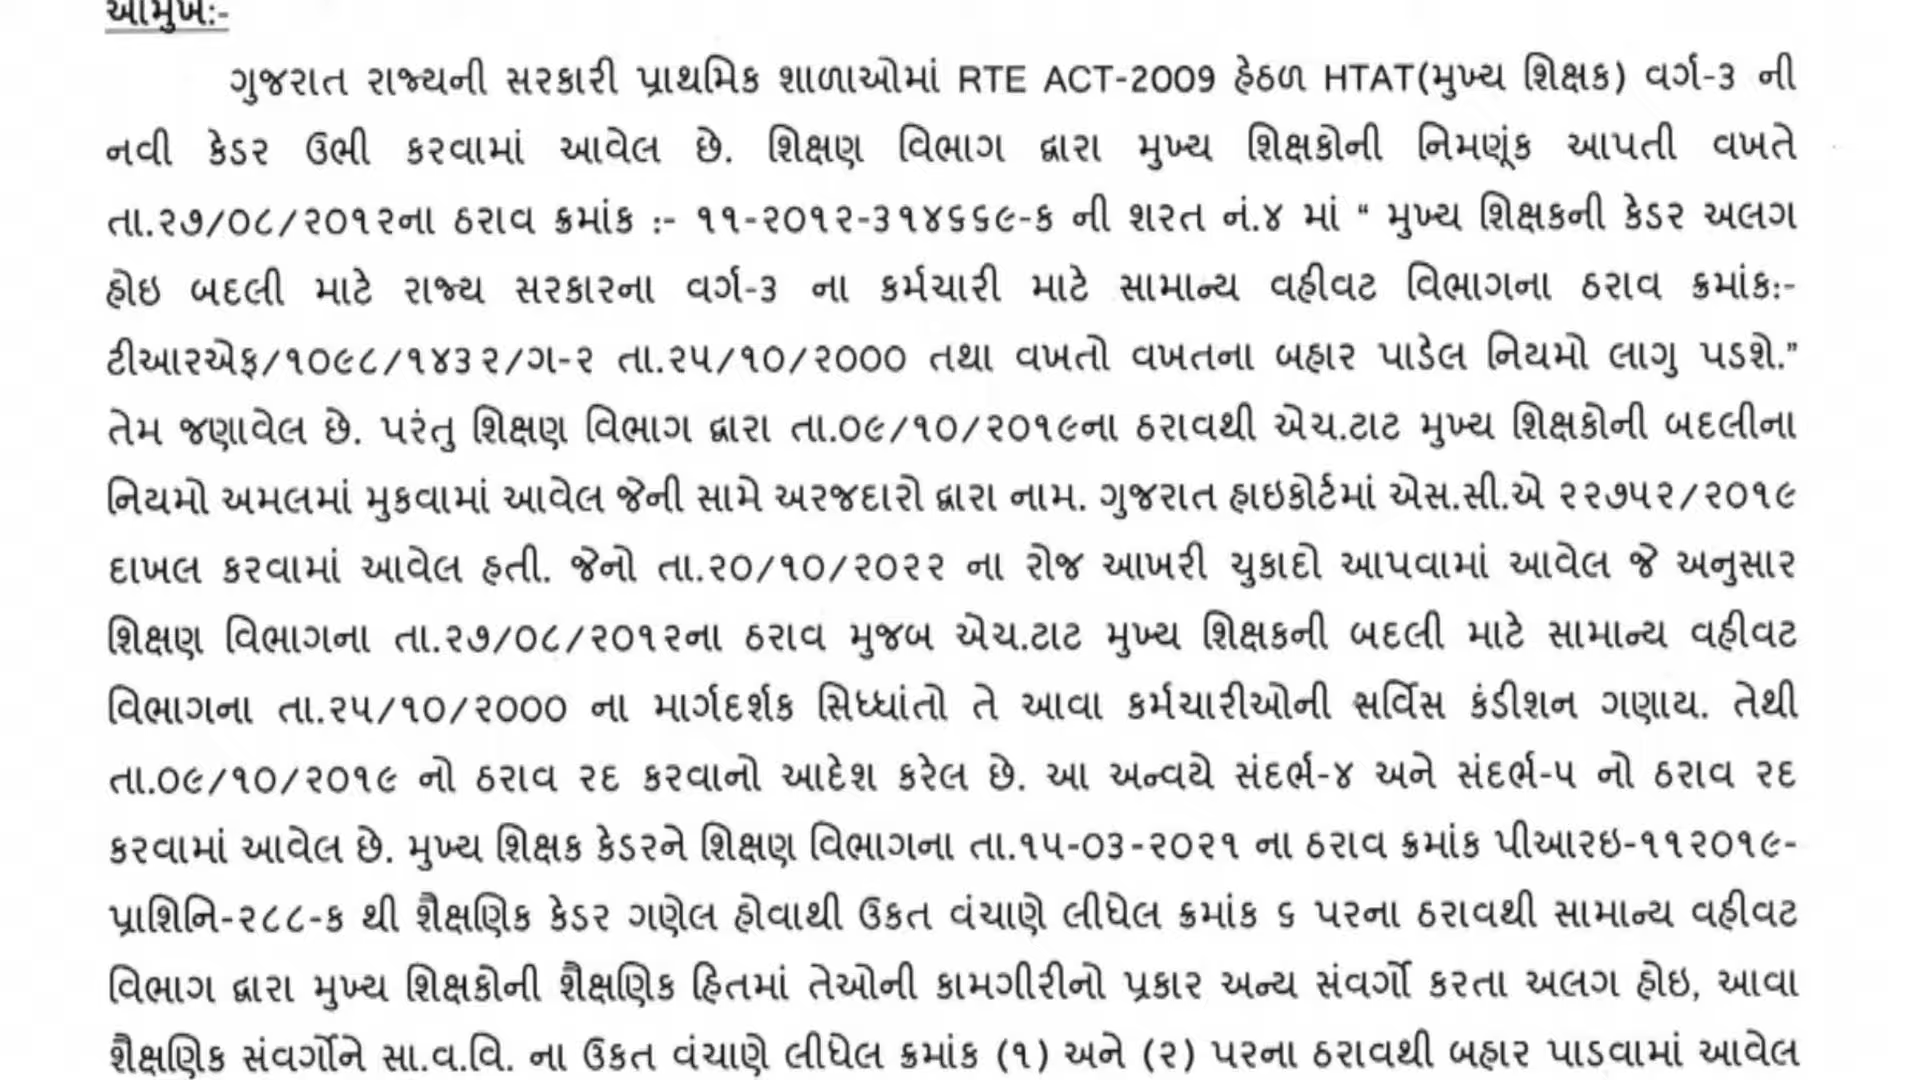 આમુખઃ-
ગુજરાત રાજ્યની સરકારી પ્રાથમિક શાળાઓમાં RTE ACT-2009 હેઠળ HTAT(મુખ્ય શિક્ષક) વર્ગ-૩ ની
નવી કેડર ઉભી કરવામાં આવેલ છે. શિક્ષણ વિભાગ દ્વારા મુખ્ય શિક્ષકોની નિમણૂંક આપતી વખતે
તા.૨૭/૦૮/૨૦૧૨ના ઠરાવ ક્રમાંક :- ૧૧-૨૦૧૨-૩૧૪૬૬૯-ક ની શરત નં.૪ માં “ મુખ્ય શિક્ષકની કેડર અલગ
હોઇ બદલી માટે રાજ્ય સરકારના વર્ગ-૩ ના કર્મચારી માટે સામાન્ય વહીવટ વિભાગના ઠરાવ ક્રમાંકઃ-
ટીઆરએફ/૧૦૯૮/૧૪૩૨/ગ-૨ તા.૨૫/૧૦/૨૦૦૦ તથા વખતો વખતના બહાર પાડેલ નિયમો લાગુ પડશે.”
તેમ જણાવેલ છે. પરંતુ શિક્ષણ વિભાગ દ્વારા તા.૦૯/૧૦/૨૦૧૯ના ઠરાવથી એચ.ટાટ મુખ્ય શિક્ષકોની બદલીના
નિયમો અમલમાં મુકવામાં આવેલ જેની સામે અરજદારો દ્વારા નામ. ગુજરાત હાઇકોર્ટમાં એસ.સી.એ ૨૨૭૫૨/૨૦૧૯
દાખલ કરવામાં આવેલ હતી. જેનો તા.૨૦/૧૦/૨૦૨૨ ના રોજ આખરી ચુકાદો આપવામાં આવેલ જે અનુસાર
શિક્ષણ વિભાગના તા.૨૭/૦૮/૨૦૧૨ના ઠરાવ મુજબ એચ.ટાટ મુખ્ય શિક્ષકની બદલી માટે સામાન્ય વહીવટ
વિભાગના તા.૨૫/૧૦/૨૦૦૦ ના માર્ગદર્શક સિધ્ધાંતો તે આવા કર્મચારીઓની સર્વિસ કંડીશન ગણાય. તેથી
તા.૦૯/૧૦/૨૦૧૯ નો ઠરાવ રદ કરવાનો આદેશ કરેલ છે. આ અન્વયે સંદર્ભ-૪ અને સંદર્ભ-૫ નો ઠરાવ રદ
કરવામાં આવેલ છે. મુખ્ય શિક્ષક કેડરને શિક્ષણ વિભાગના તા.૧૫-૦૩-૨૦૨૧ ના ઠરાવ ક્રમાંક પીઆરઇ-૧૧૨૦૧૯-
પ્રાશિનિ-૨૮૮-ક થી શૈક્ષણિક કેડર ગણેલ હોવાથી ઉકત વંચાણે લીધેલ ક્રમાંક ૬ પરના ઠરાવથી સામાન્ય વહીવટ
વિભાગ દ્વારા મુખ્ય શિક્ષકોની શૈક્ષણિક હિતમાં તેઓની કામગીરીનો પ્રકાર અન્ય સંવર્ગો કરતા અલગ હોઇ, આવા
શૈક્ષણિક સંવર્ગોને સા.વ.વિ. ના ઉકત વંચાણે લીધેલ ક્રમાંક (૧) અને (૨) પરના ઠરાવથી બહાર પાડવામાં આવેલ